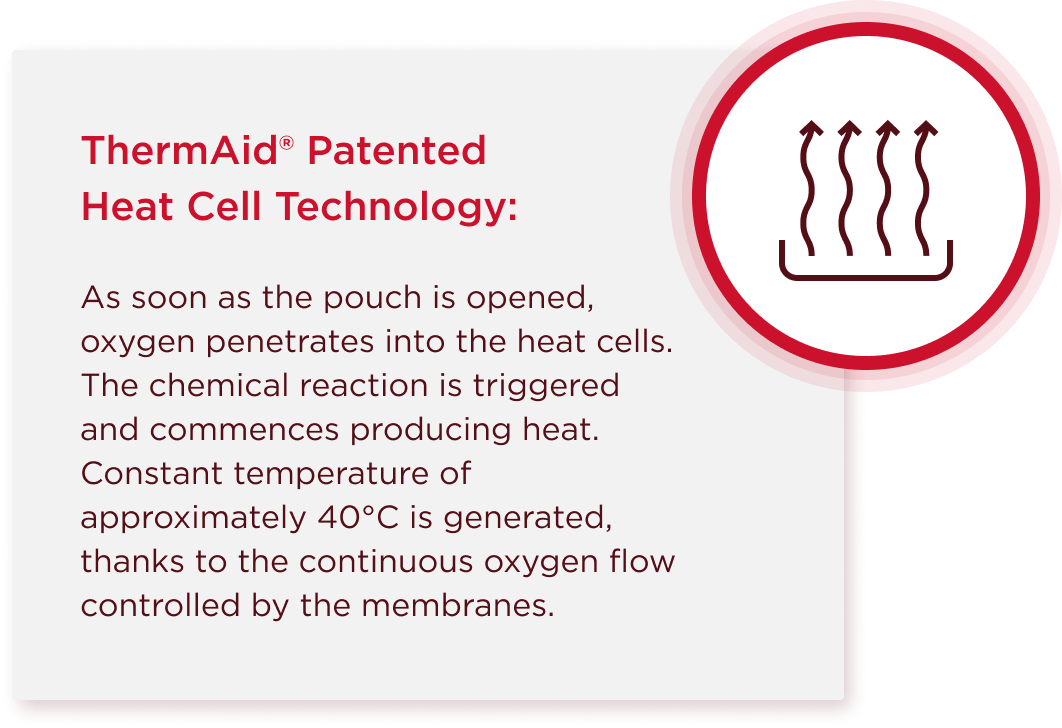 ThermAid® Patented
Heat Cell Technology:
As soon as the pouch is opened,
oxygen penetrates into the heat cells.
The chemical reaction is triggered
and commences producing heat.
Constant temperature of
approximately 40°C is generated,
thanks to the continuous oxygen flow
controlled by the membranes.